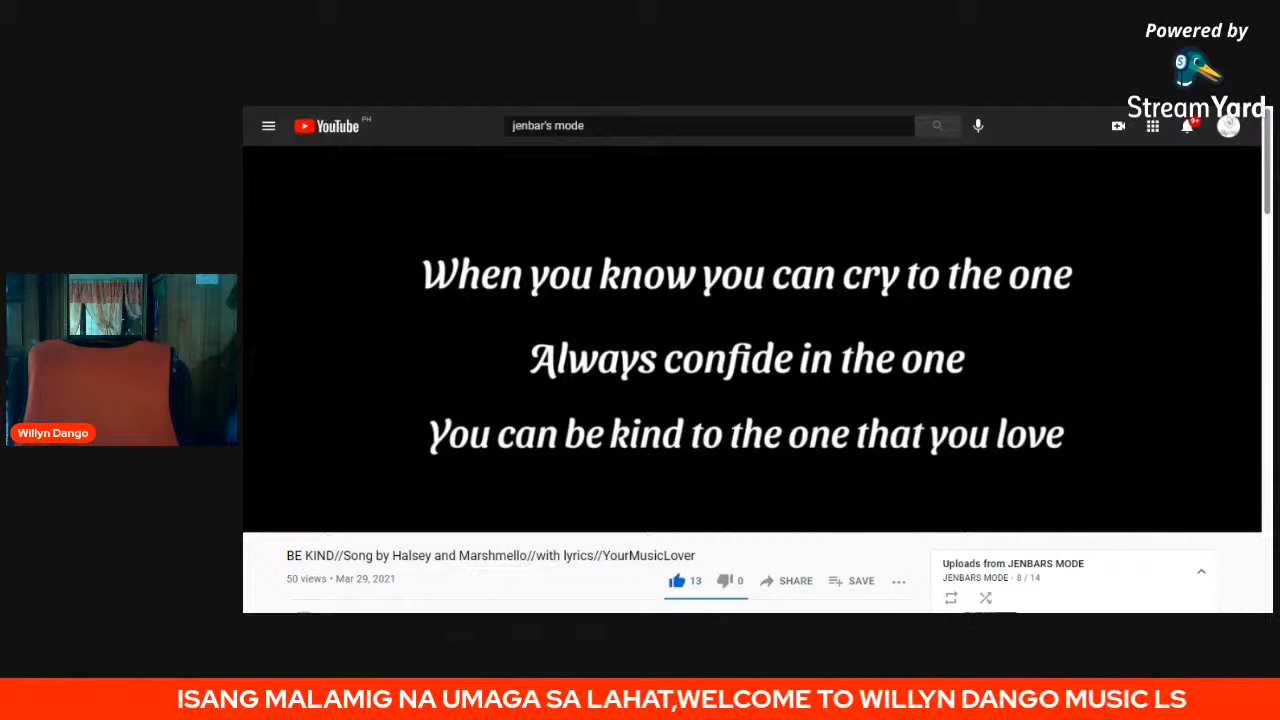 Powered by
StreamYard
YouTube PH
jenbar's mode
9+
When you know you can cry to the one
Always confide in the one
You can be kind to the one that you love
Willyn Dango
BE KIND//Song by Halsey and Marshmello//with lyrics//YourMusicLover
50 views • Mar 29, 2021
13
0
SHARE
SAVE
Uploads from JENBARS MODE
JENBARS MODE - 8 / 14
ISANG MALAMIG NA UMAGA SA LAHAT,WELCOME TO WILLYN DANGO MUSIC LS